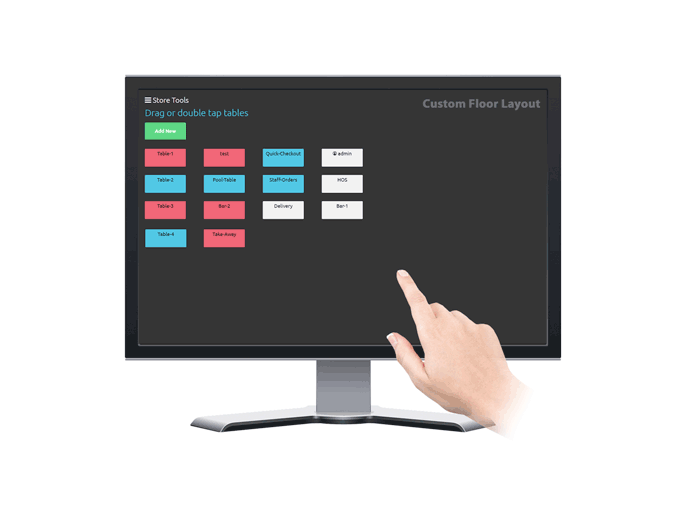 Store Tools
Custom Floor Layout
Drag or double tap tables
Add New
Table-1
test
Quick-Checkout
admin
Table-2
Pool-Table
Staff-Orders
HOS
Table-3
Bar-2
Delivery
Bar-1
Table-4
Take-Away